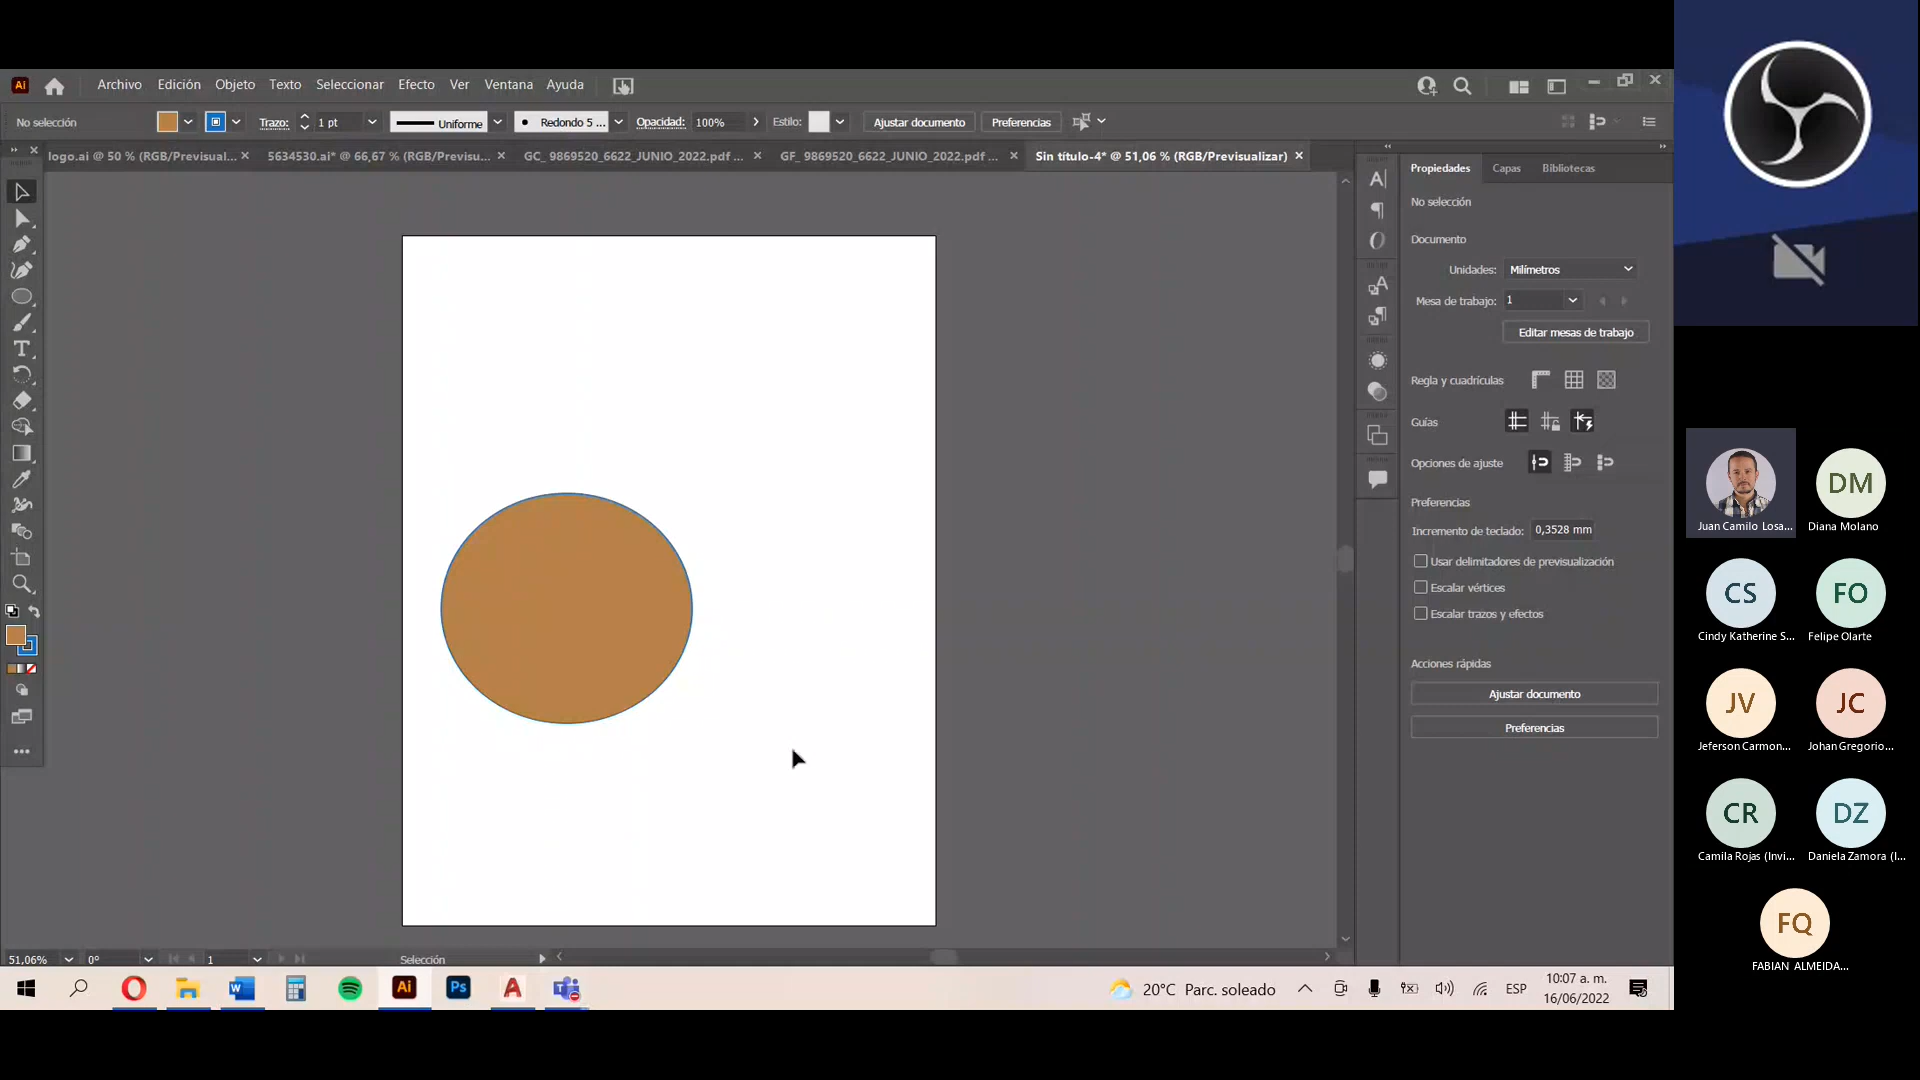 Ai Archivo Edición Objeto Texto Seleccionar Efecto Ver Ventana Ayuda
No selección Trazo: 1 pt Uniforme Redondo 5 ... Opacidad: 100% Estilo: Ajustar documento Preferencias
logo.ai @ 50 % (RGB/Previsual... 5634530.ai* @ 66,67 % (RGB/Previsu... GC_ 9869520_6622_JUNIO_2022.pdf ... GF_ 9869520_6622_JUNIO_2022.pdf ... Sin título-4* @ 51,06 % (RGB/Previsualizar)
Propiedades Capas Bibliotecas
No selección
Documento
Unidades: Milímetros
Mesa de trabajo: 1
Editar mesas de trabajo
Regla y cuadrículas
Guías
Opciones de ajuste
Preferencias
Incremento de teclado: 0,3528 mm
Usar delimitadores de previsualización
Escalar vértices
Escalar trazos y efectos
Acciones rápidas
Ajustar documento
Preferencias
51,06% 0° 1 Selección
20°C Parc. soleado ESP 10:07 a. m.
16/06/2022
DM
Juan Camilo Losa... Diana Molano
CS FO
Cindy Katherine S... Felipe Olarte
JV JC
Jeferson Carmon... Johan Gregorio...
CR DZ
Camila Rojas (Invi... Daniela Zamora (I...
FQ
FABIAN ALMEIDA...